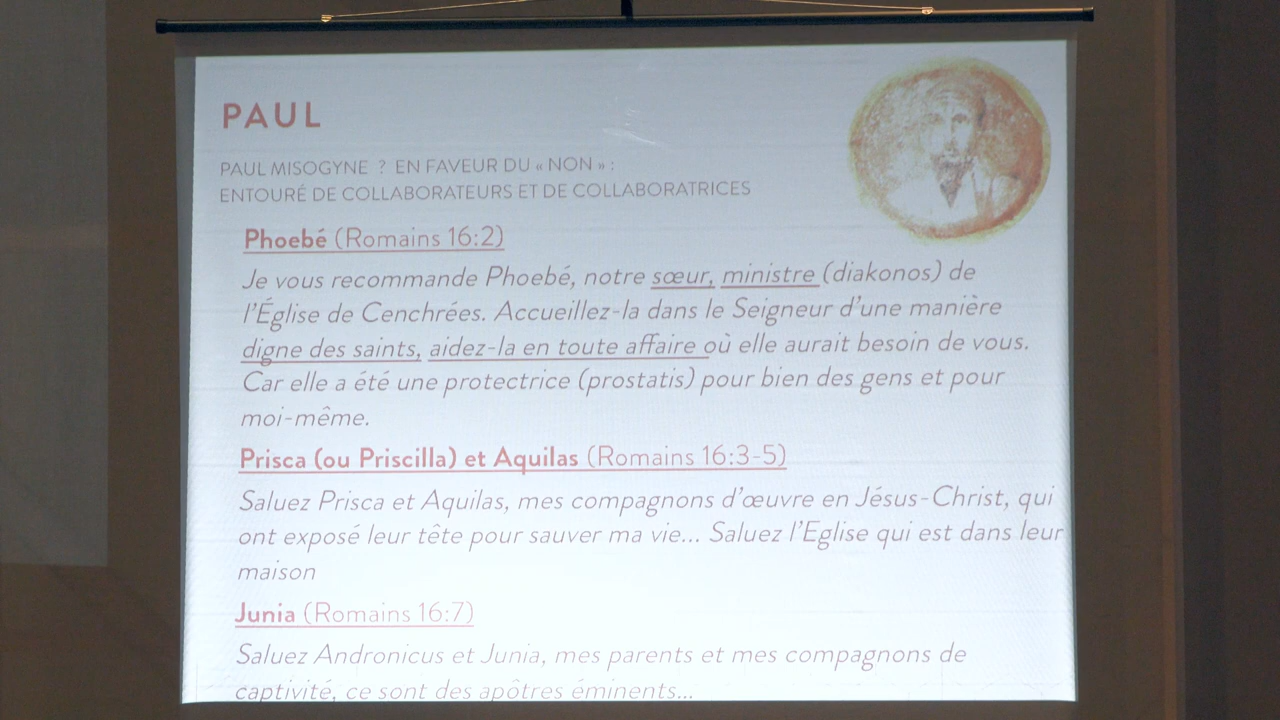 PAUL
PAUL MISOGYNE ? EN FAVEUR DU « NON » :
ENTOURÉ DE COLLABORATEURS ET DE COLLABORATRICES
Phoebé (Romains 16:2)
Je vous recommande Phoebé, notre sœur, ministre (diakonos) de
l'Église de Cenchrées. Accueillez-la dans le Seigneur d'une manière
digne des saints, aidez-la en toute affaire où elle aurait besoin de vous.
Car elle a été une protectrice (prostatis) pour bien des gens et pour
moi-même.
Prisca (ou Priscilla) et Aquilas (Romains 16:3-5)
Saluez Prisca et Aquilas, mes compagnons d'œuvre en Jésus-Christ, qui
ont exposé leur tête pour sauver ma vie... Saluez l'Eglise qui est dans leur
maison
Junia (Romains 16:7)
Saluez Andronicus et Junia, mes parents et mes compagnons de
captivité, ce sont des apôtres éminents...